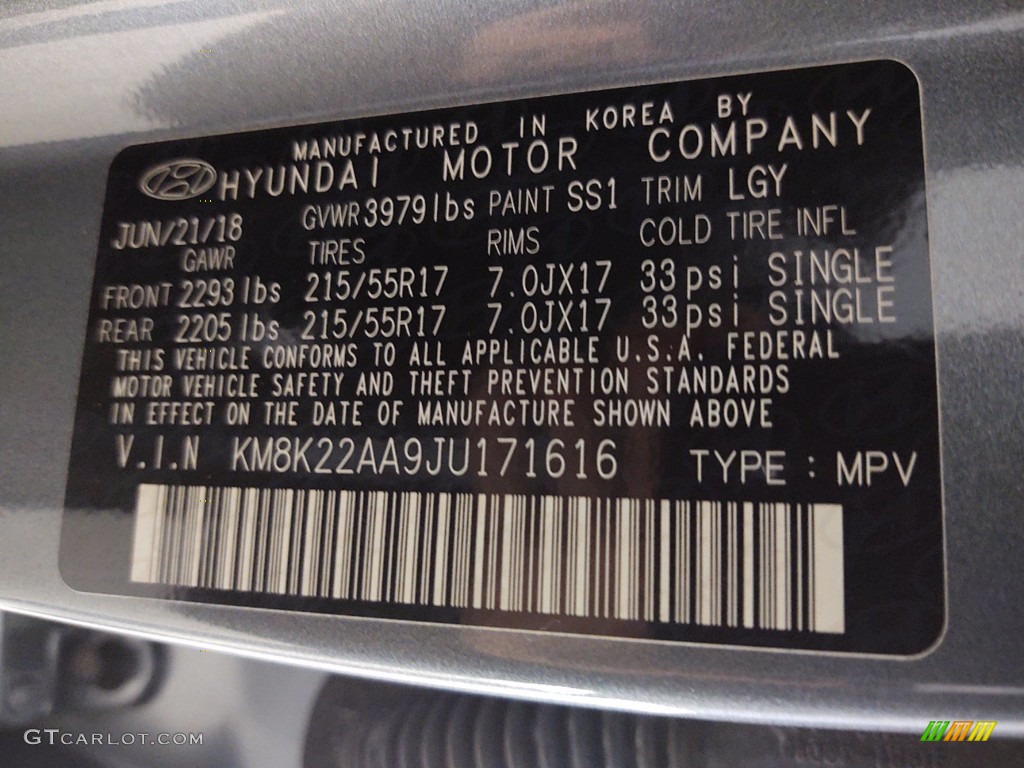 MANUFACTURED IN KOREA BY
HYUNDAI MOTOR COMPANY
JUN/21/18 GVWR 3979lbs PAINT SS1 TRIM LGY
GAWR TIRES RIMS COLD TIRE INFL
FRONT 2293lbs 215/55R17 7.0JX17 33psi SINGLE
REAR 2205lbs 215/55R17 7.0JX17 33psi SINGLE
THIS VEHICLE CONFORMS TO ALL APPLICABLE U.S.A. FEDERAL
MOTOR VEHICLE SAFETY AND THEFT PREVENTION STANDARDS
IN EFFECT ON THE DATE OF MANUFACTURE SHOWN ABOVE
V.I.N KM8K22AA9JU171616 TYPE : MPV
GTCARLOT.COM